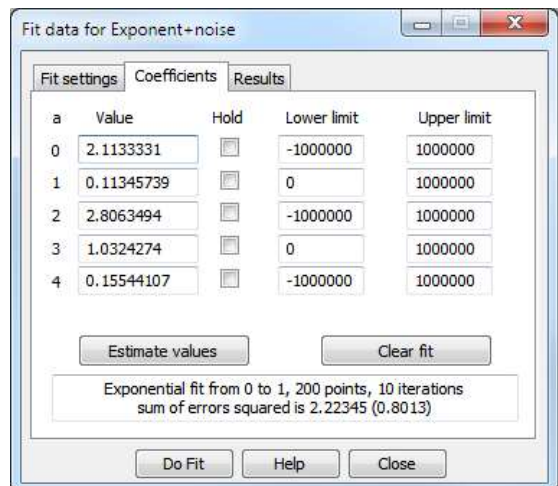 Fit data for Exponent+noise
Fit settings Coefficients Results
a Value Hold Lower limit Upper limit
0 2.1133331 -1000000 1000000
1 0.11345739 0 1000000
2 2.8063494 -1000000 1000000
3 1.0324274 0 1000000
4 0.15544107 -1000000 1000000
Estimate values Clear fit
Exponential fit from 0 to 1, 200 points, 10 iterations
sum of errors squared is 2.22345 (0.8013)
Do Fit Help Close